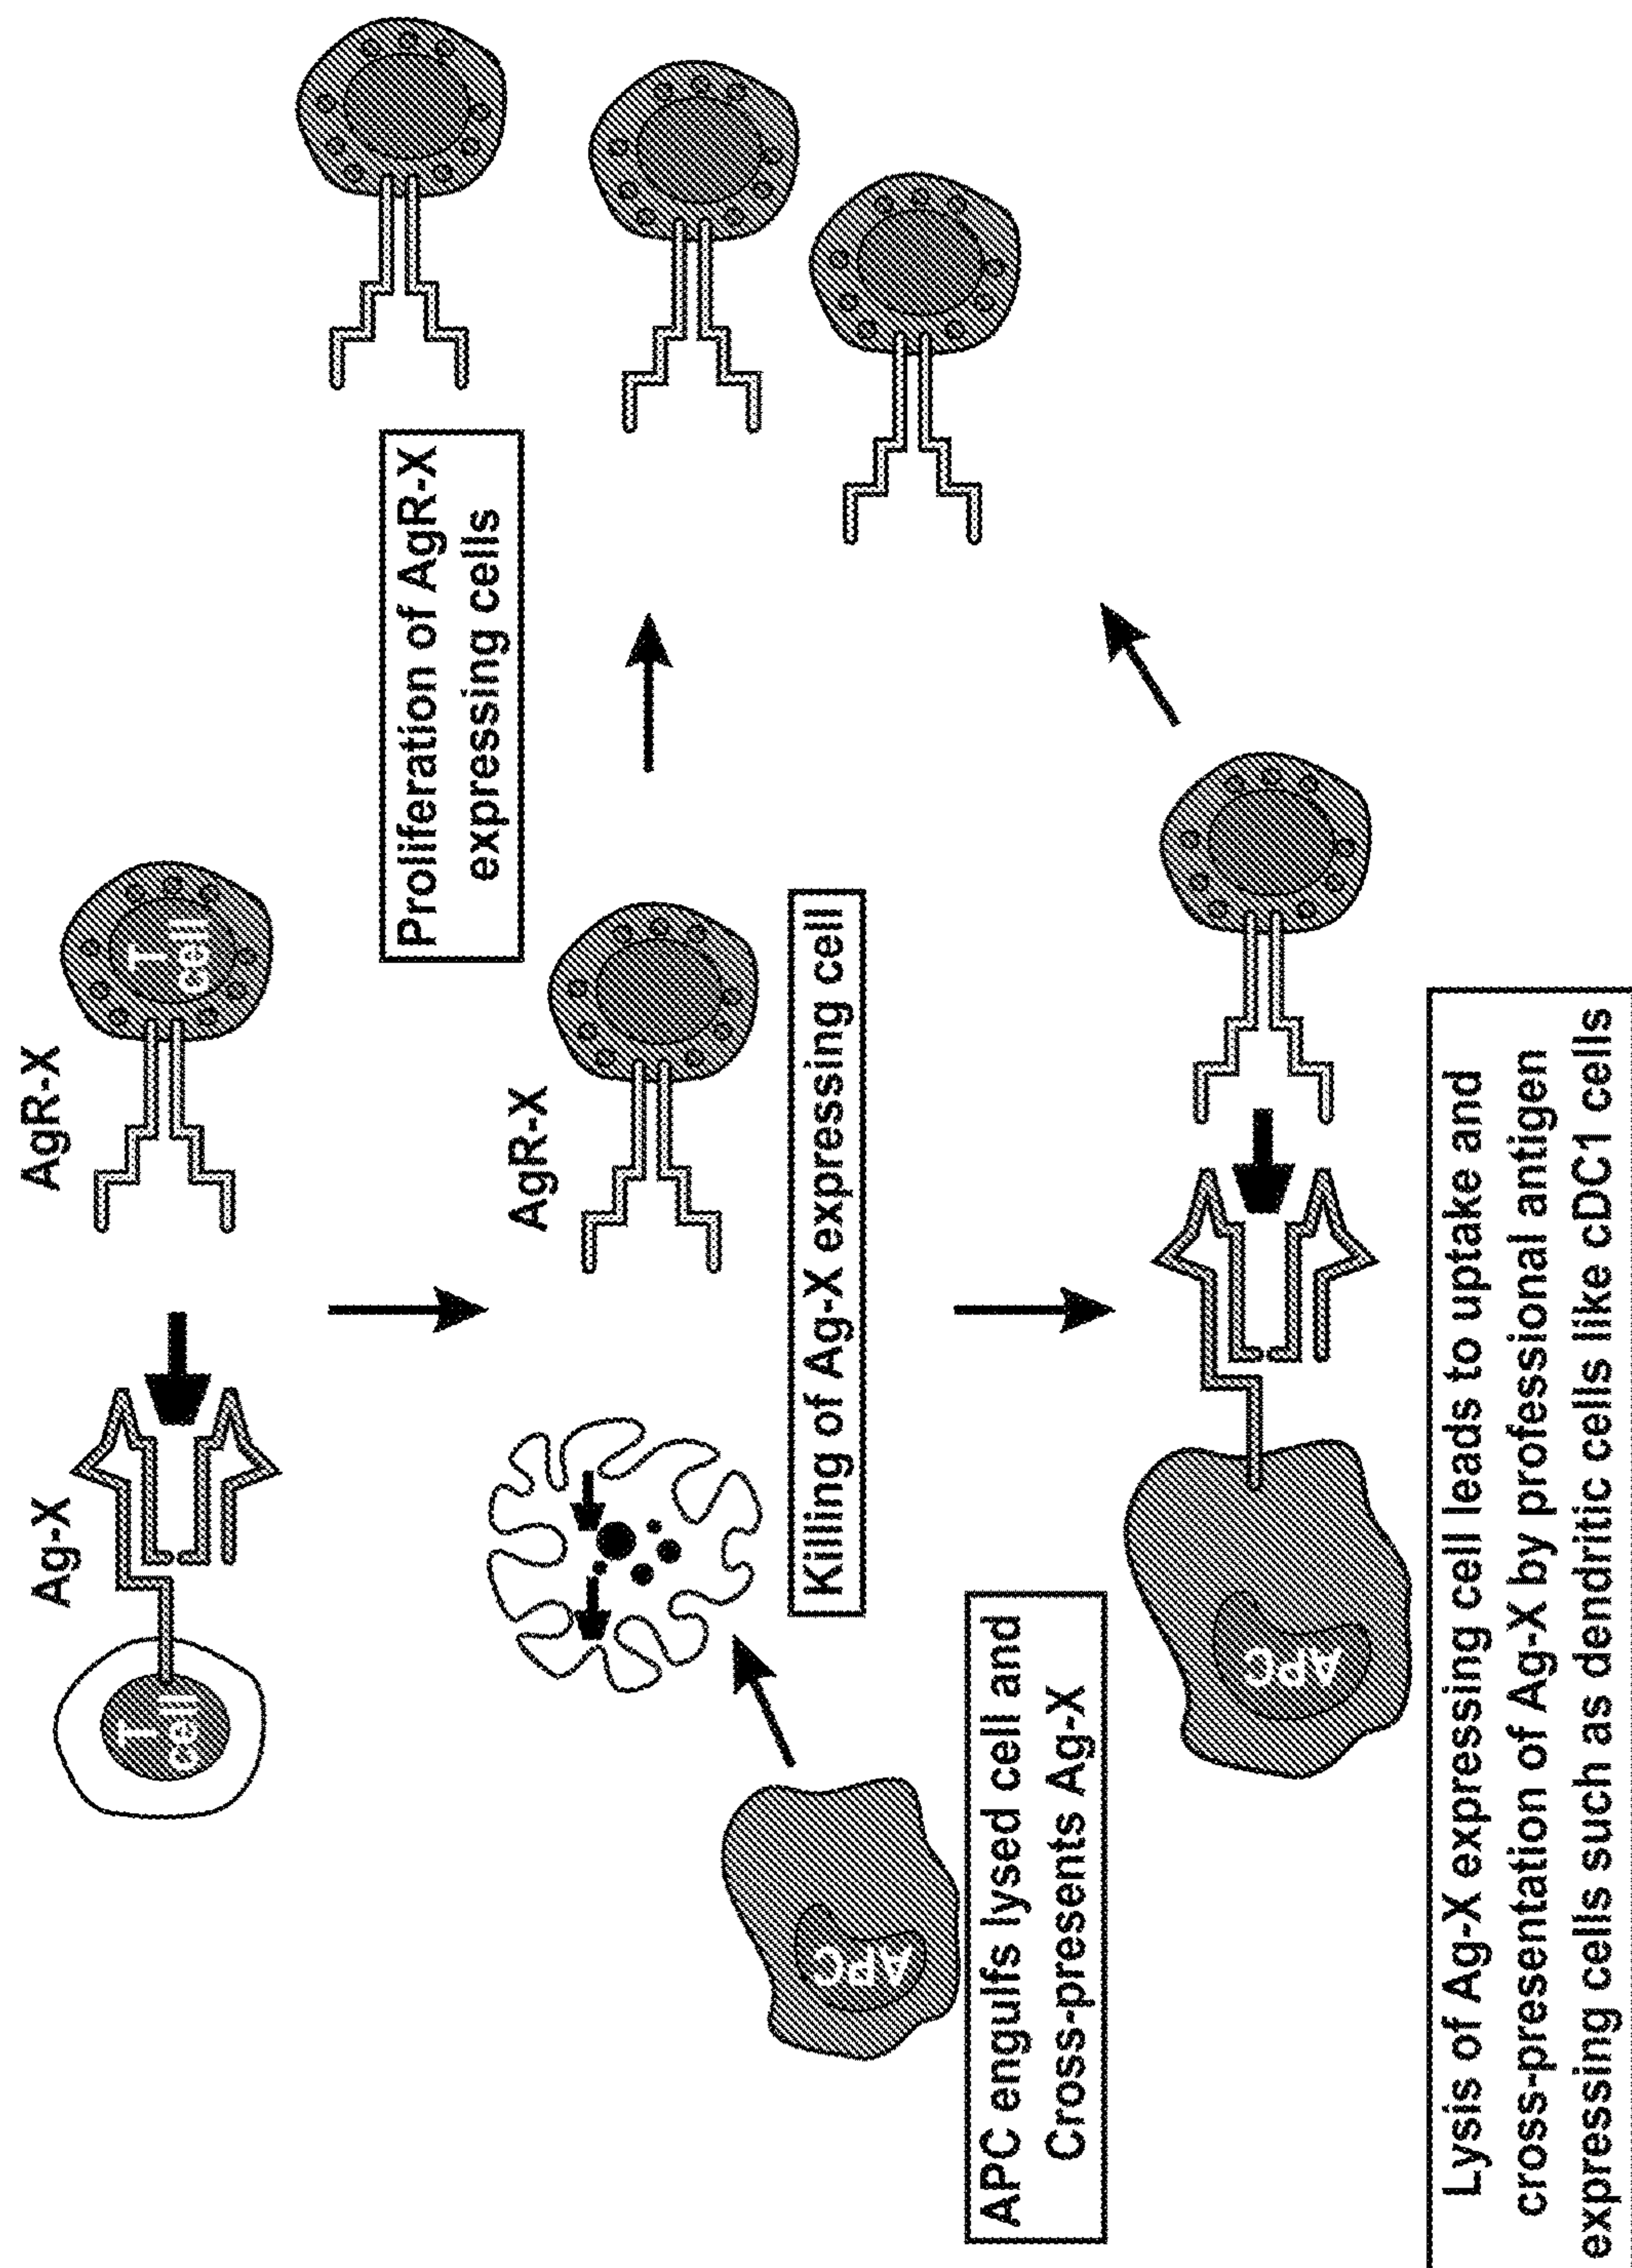 Ag-X
AgR-X
T
cell
T
cell
AgR-X
Proliferation of AgR-X
expressing cells
Killing of Ag-X expressing cell
APC
APC engulfs lysed cell and
Cross-presents Ag-X
APC
Lysis of Ag-X expressing cell leads to uptake and
cross-presentation of Ag-X by professional antigen
expressing cells such as dendritic cells like cDC1 cells